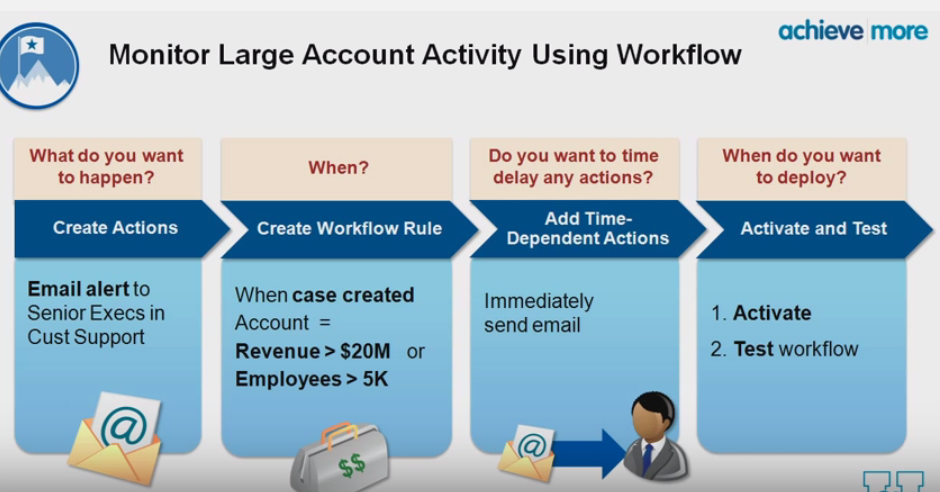 achieve more
Monitor Large Account Activity Using Workflow
What do you want
to happen?
Create Actions
Email alert to
Senior Execs in
Cust Support
@
When?
Create Workflow Rule
When case created
Account =
Revenue > $20M or
Employees > 5K
$$
Do you want to time
delay any actions?
Add Time-
Dependent Actions
Immediately
send email
@
When do you want
to deploy?
Activate and Test
1. Activate
2. Test workflow